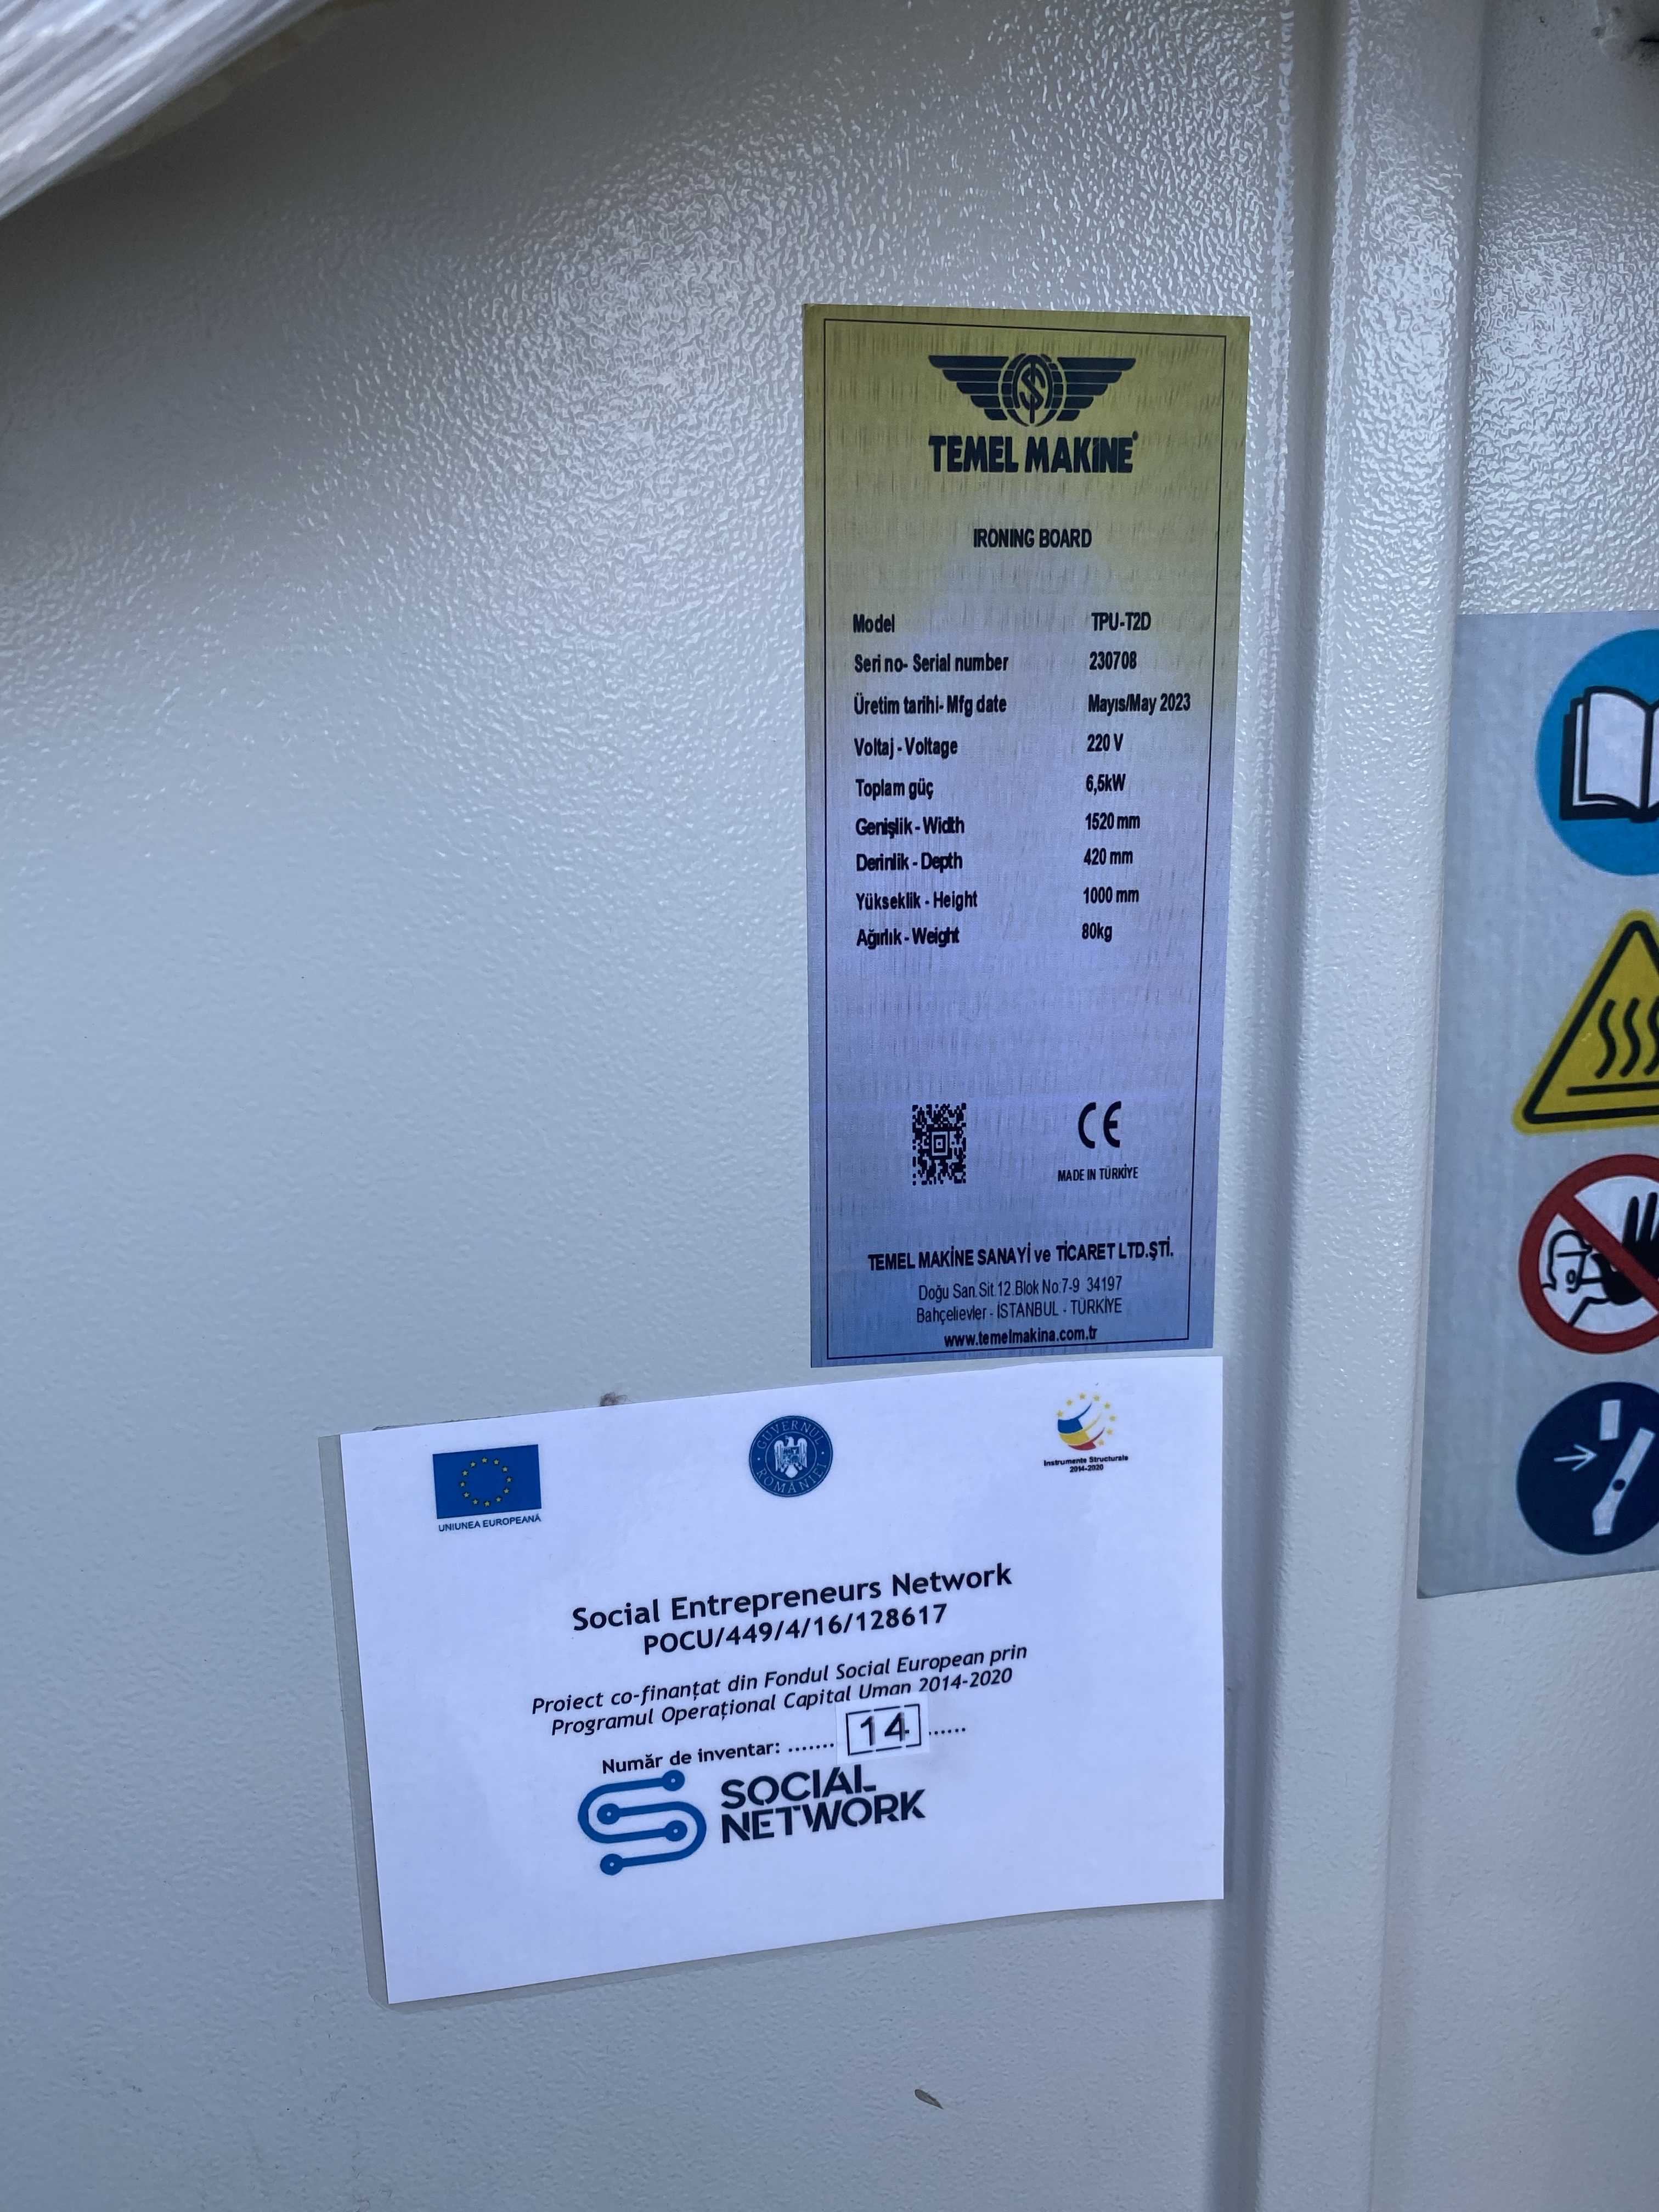 TEMEL MAKİNE®
IRONING BOARD
Model TPU-T2D
Seri no- Serial number 230708
Üretim tarihi- Mfg date Mayıs/May 2023
Voltaj - Voltage 220 V
Toplam güç 6,5kW
Genişlik - Width 1520 mm
Derinlik - Depth 420 mm
Yükseklik - Height 1000 mm
Ağırlık - Weight 80kg
CE
MADE IN TÜRKİYE
TEMEL MAKİNE SANAYİ ve TİCARET LTD.ŞTİ.
Doğu San.Sit.12.Blok No:7-9 34197
Bahçelievler - İSTANBUL - TÜRKİYE
www.temelmakina.com.tr
GUVERNUL ROMÂNIEI
UNIUNEA EUROPEANĂ
Instrumente Structurale
2014-2020
Social Entrepreneurs Network
POCU/449/4/16/128617
Proiect co-finanțat din Fondul Social European prin
Programul Operațional Capital Uman 2014-2020
Număr de inventar: ....... 14 ......
SOCIAL
NETWORK